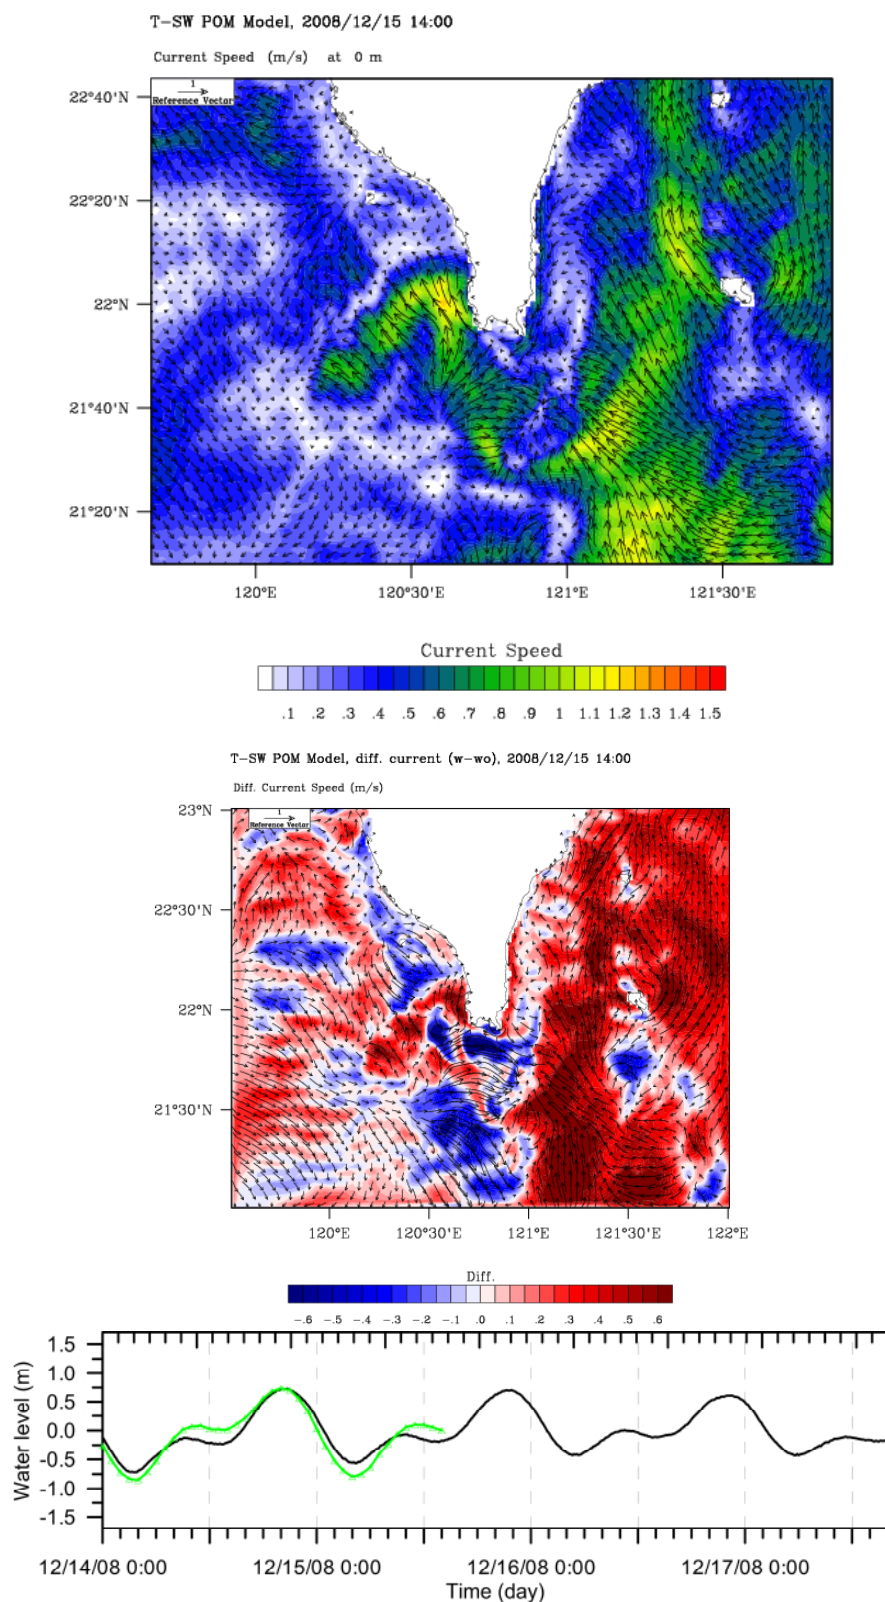 T-SW POM Model, 2008/12/15 14:00
Current Speed (m/s) at 0 m
1
Reference Vector
22°40'N
22°20'N
22°N
21°40'N
21°20'N
120°E 120°30'E 121°E 121°30'E
Current Speed
.1 .2 .3 .4 .5 .6 .7 .8 .9 1 1.1 1.2 1.3 1.4 1.5
T-SW POM Model, diff. current (w-wo), 2008/12/15 14:00
Diff. Current Speed (m/s)
1
Reference Vector
23°N
22°30'N
22°N
21°30'N
120°E 120°30'E 121°E 121°30'E 122°E
Diff.
-.6 -.5 -.4 -.3 -.2 -.1 .0 .1 .2 .3 .4 .5 .6
Water level (m)
1.5
1.0
0.5
0.0
-0.5
-1.0
-1.5
12/14/08 0:00 12/15/08 0:00 12/16/08 0:00 12/17/08 0:00
Time (day)